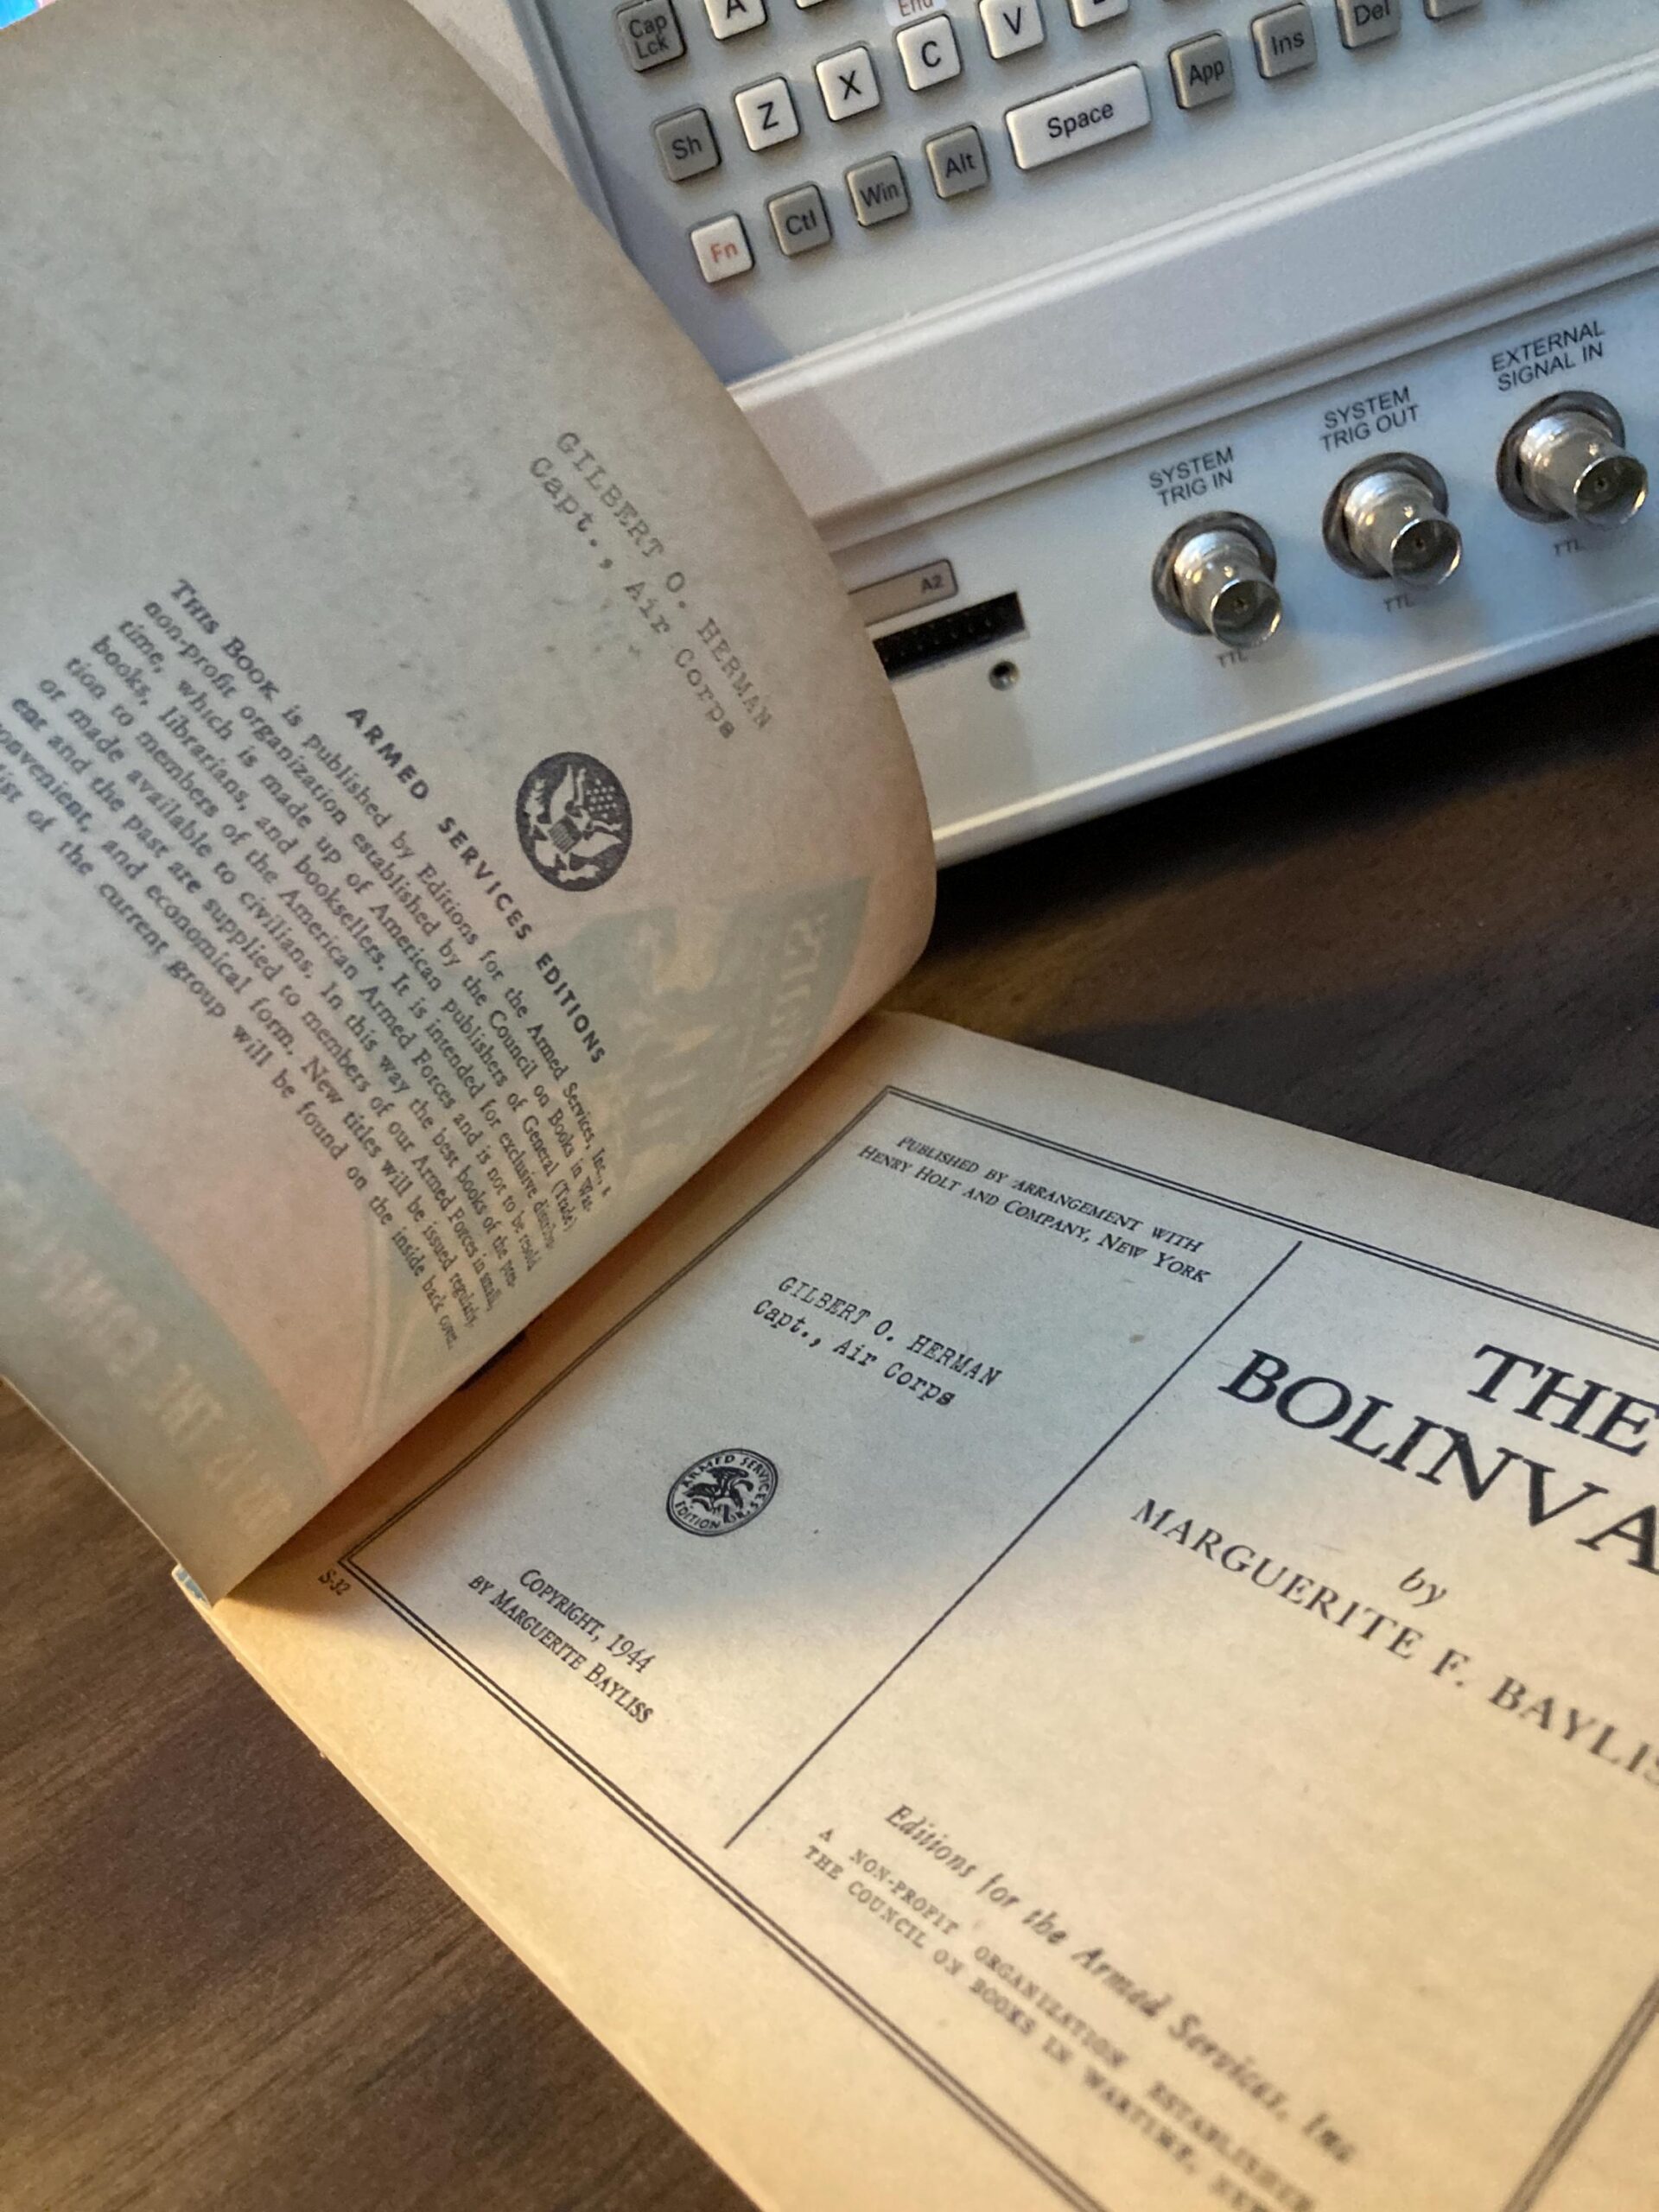 Cap
Lck
A
End
Sh
Z
X
C
V
Fn
Ctl
Win
Alt
Space
App
Ins
Del
SYSTEM
TRIG IN
TTL
SYSTEM
TRIG OUT
TTL
EXTERNAL
SIGNAL IN
TTL
A2
GILBERT O. HERMAN
Capt., Air Corps
ARMED SERVICES EDITIONS
THIS BOOK is published by Editions for the Armed Services, Inc., a
non-profit organization established by the Council on Books in War-
time, which is made up of American publishers of General (Trade)
books, librarians, and booksellers. It is intended for exclusive distribu-
tion to members of the American Armed Forces and is not to be resold
or made available to civilians. In this way the best books of the pres-
ent and the past are supplied to members of our Armed Forces in small,
convenient, and economical form. New titles will be issued regularly.
list of the current group will be found on the inside back cover.
PUBLISHED BY ARRANGEMENT WITH
HENRY HOLT AND COMPANY, NEW YORK
GILBERT O. HERMAN
Capt., Air Corps
ARMED SERVICES
EDITION
COPYRIGHT, 1944
BY MARGUERITE BAYLISS
S-32
THE
BOLINVA
by
MARGUERITE F. BAYLIS
Editions for the Armed Services, Inc
A NON-PROFIT ORGANIZATION ESTABLISHED
THE COUNCIL ON BOOKS IN WARTIME, NEW